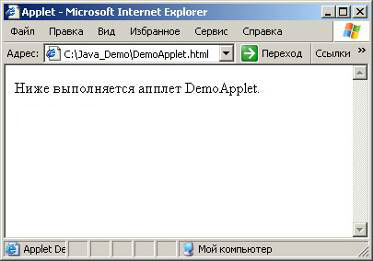 Applet - Microsoft Internet Explorer
Файл Правка Вид Избранное Сервис Справка
Адрес: C:\Java_Demo\DemoApplet.html Переход Ссылки »
Ниже выполняется апплет DemoApplet.
Applet De Мой компьютер